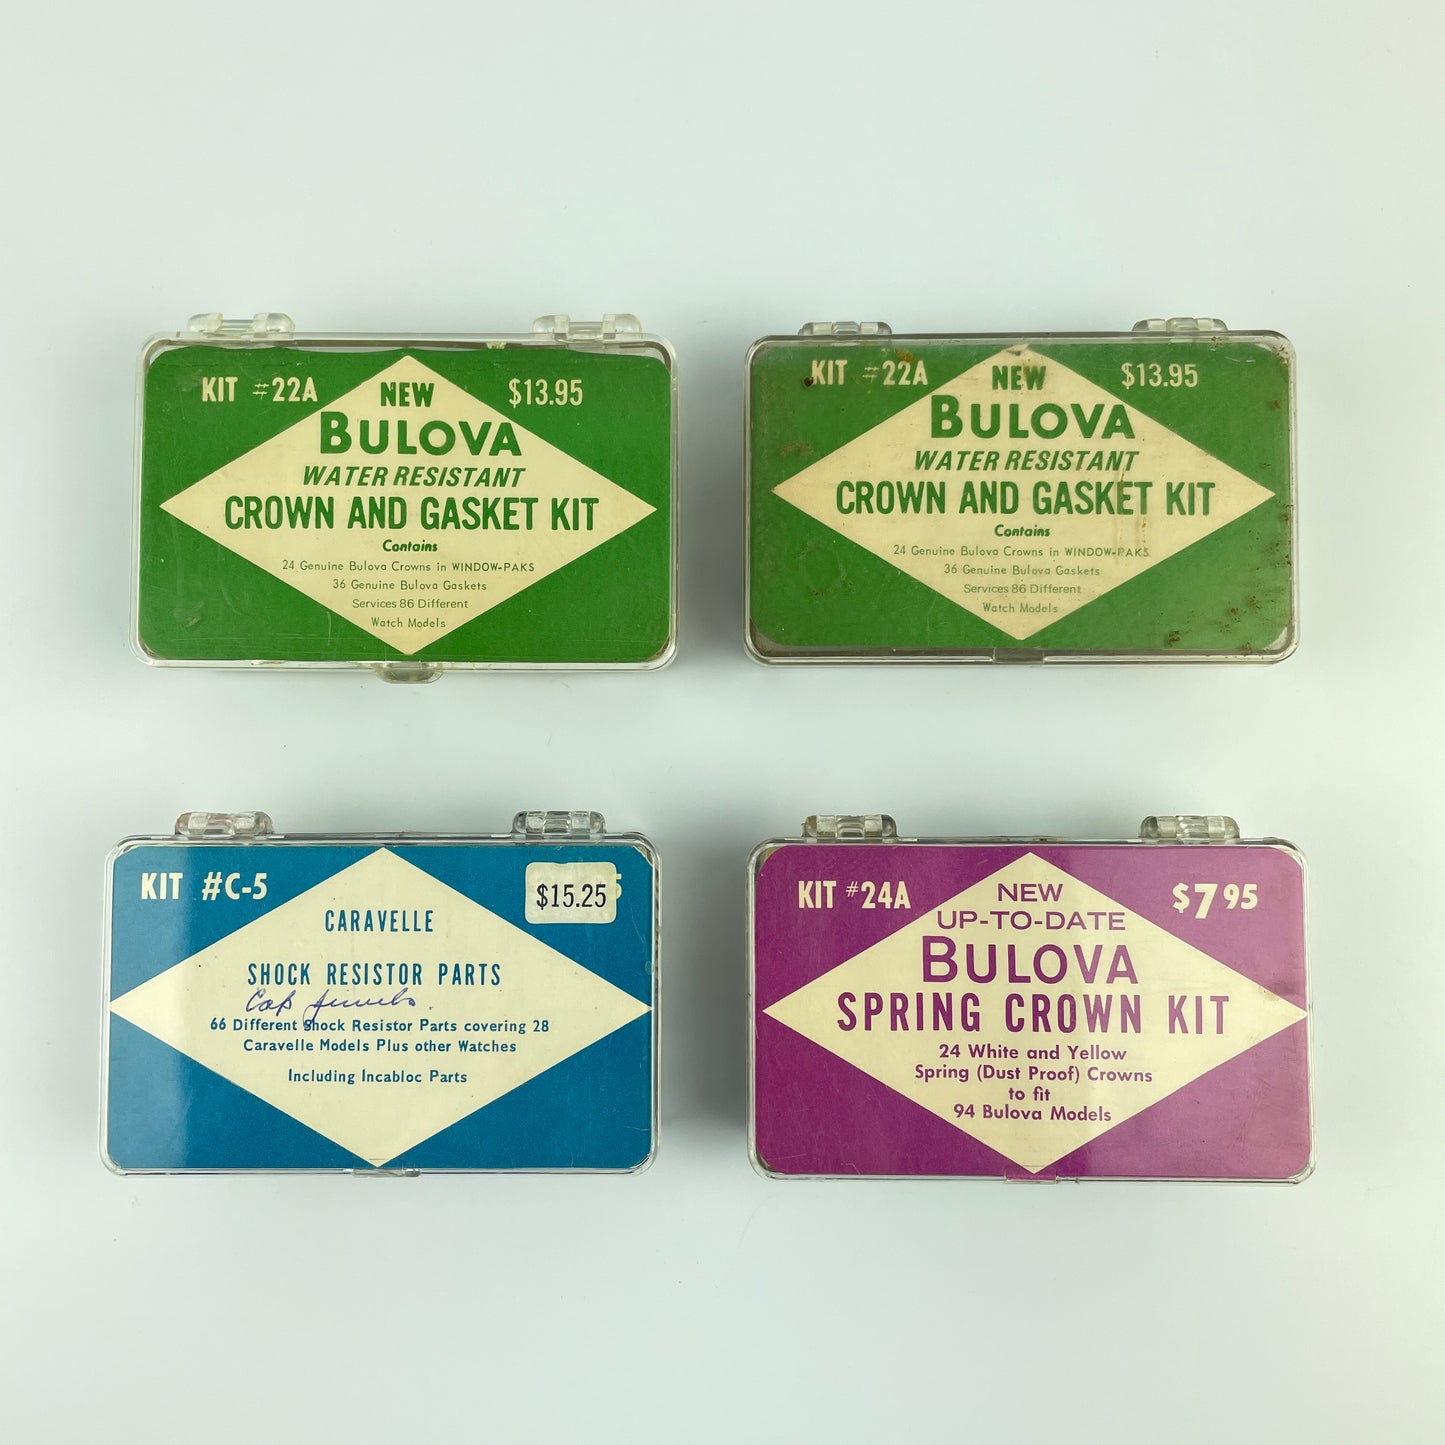 KIT #22A
$13.95
NEW
BULOVA
WATER RESISTANT
CROWN AND GASKET KIT
Contains
24 Genuine Bulova Crowns in WINDOW-PAKS
36 Genuine Bulova Gaskets
Services 86 Different
Watch Models
KIT #22A
$13.95
NEW
BULOVA
WATER RESISTANT
CROWN AND GASKET KIT
Contains
24 Genuine Bulova Crowns in WINDOW-PAKS
36 Genuine Bulova Gaskets
Services 86 Different
Watch Models
KIT #C-5
$15.25
CARAVELLE
SHOCK RESISTOR PARTS
Cap jewels.
66 Different Shock Resistor Parts covering 28
Caravelle Models Plus other Watches
Including Incabloc Parts
KIT #24A
$7 95
NEW
UP-TO-DATE
BULOVA
SPRING CROWN KIT
24 White and Yellow
Spring (Dust Proof) Crowns
to fit
94 Bulova Models